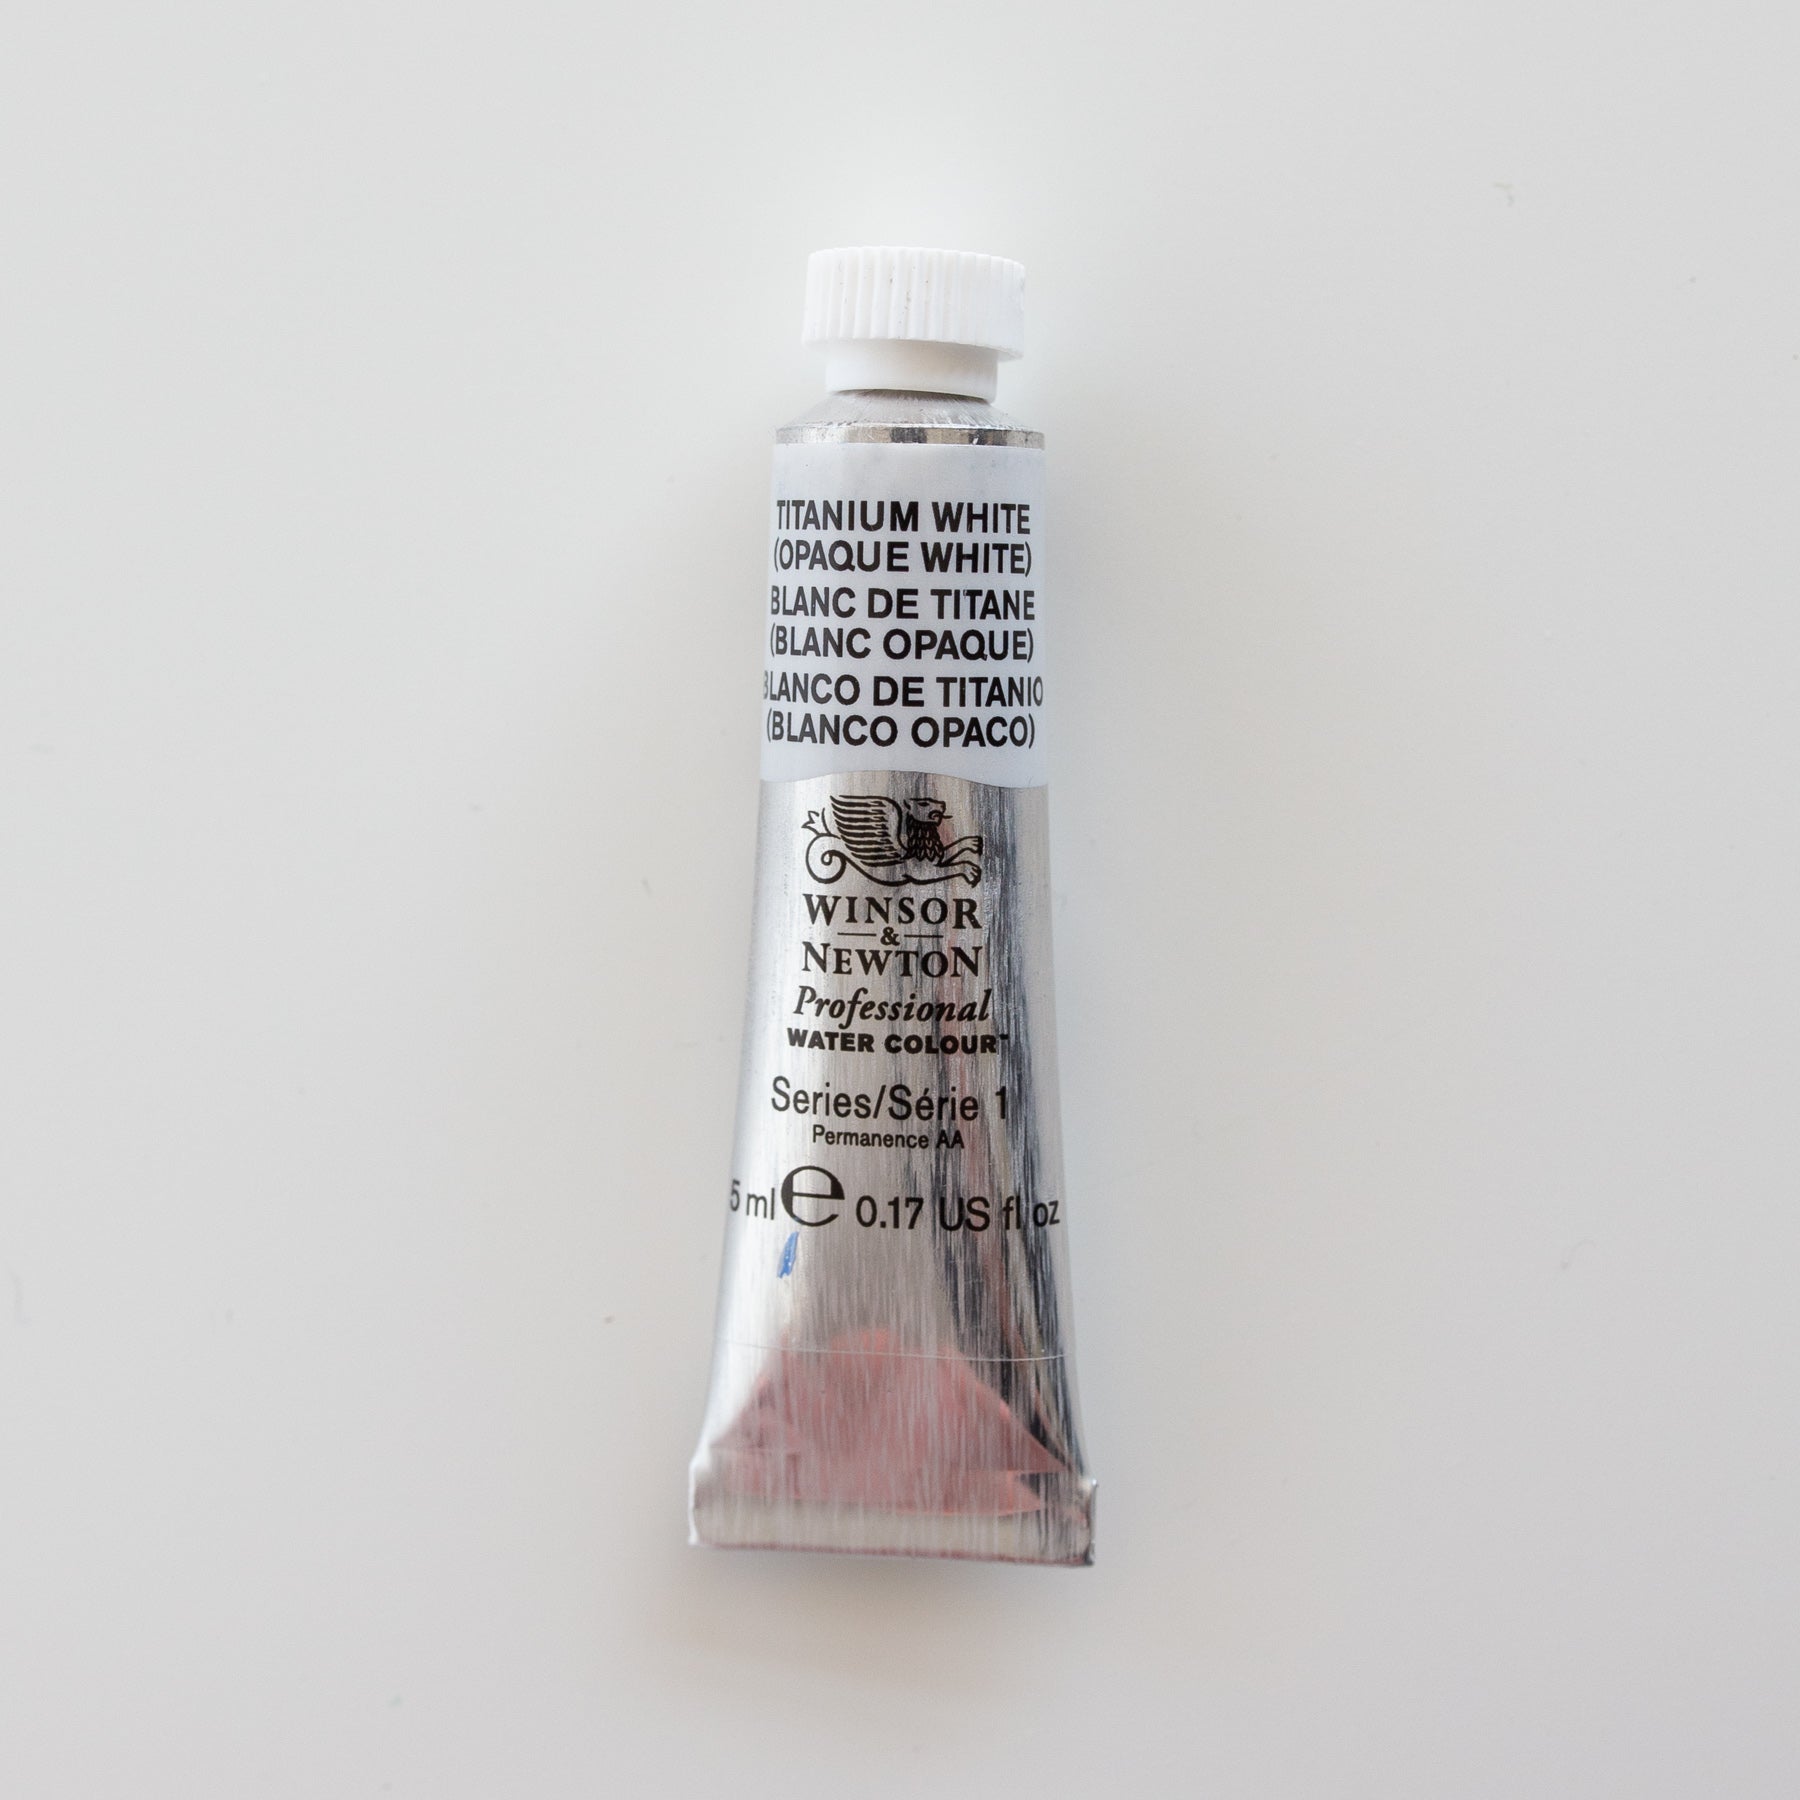 TITANIUM WHITE
(OPAQUE WHITE)
BLANC DE TITANE
(BLANC OPAQUE)
BLANCO DE TITANIO
(BLANCO OPACO)
WINSOR
&
NEWTON
Professional
WATER COLOUR™
Series/Série 1
Permanence AA
5 ml e 0.17 US fl oz